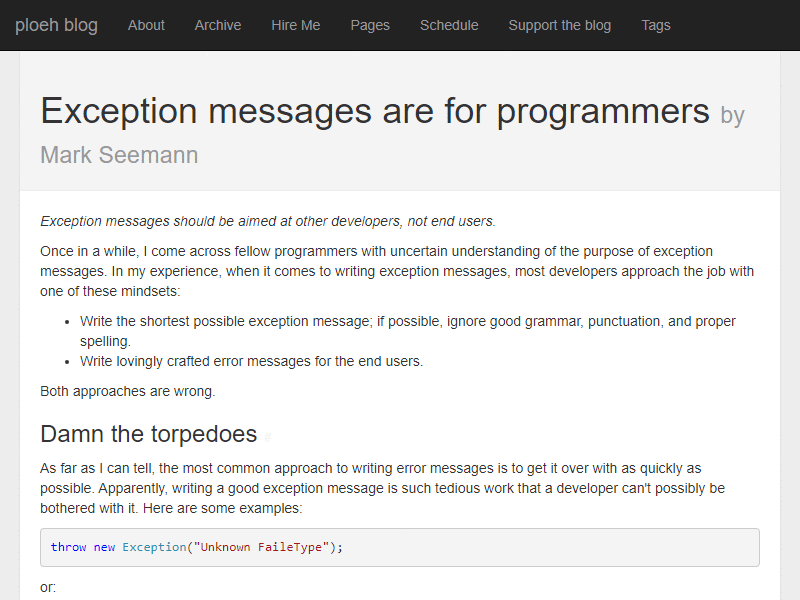 ploeh blog About Archive Hire Me Pages Schedule Support the blog Tags
Exception messages are for programmers by
Mark Seemann
Exception messages should be aimed at other developers, not end users.
Once in a while, I come across fellow programmers with uncertain understanding of the purpose of exception
messages. In my experience, when it comes to writing exception messages, most developers approach the job with
one of these mindsets:
• Write the shortest possible exception message; if possible, ignore good grammar, punctuation, and proper
spelling.
• Write lovingly crafted error messages for the end users.
Both approaches are wrong.
Damn the torpedoes #
As far as I can tell, the most common approach to writing error messages is to get it over with as quickly as
possible. Apparently, writing a good exception message is such tedious work that a developer can't possibly be
bothered with it. Here are some examples:
throw new Exception("Unknown FaileType");
or: